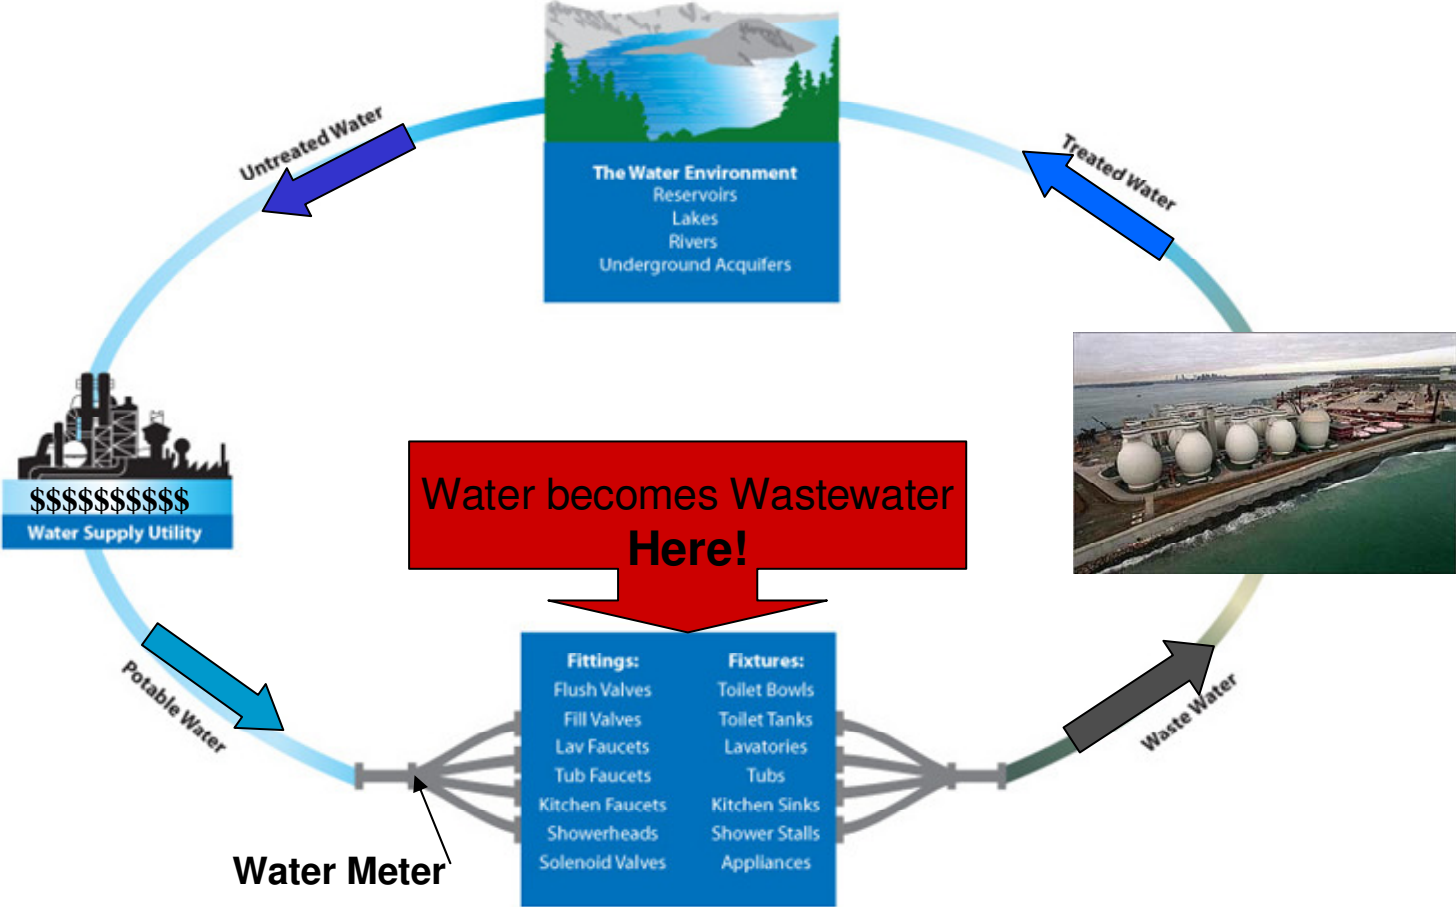 Untreated Water
Treated Water
The Water Environment
Reservoirs
Lakes
Rivers
Underground Acquifers
$$$$$$$$$$
Water Supply Utility
Water becomes Wastewater
Here!
Potable Water
Waste Water
Water Meter
Fittings:
Flush Valves
Fill Valves
Lav Faucets
Tub Faucets
Kitchen Faucets
Showerheads
Solenoid Valves
Fixtures:
Toilet Bowls
Toilet Tanks
Lavatories
Tubs
Kitchen Sinks
Shower Stalls
Appliances